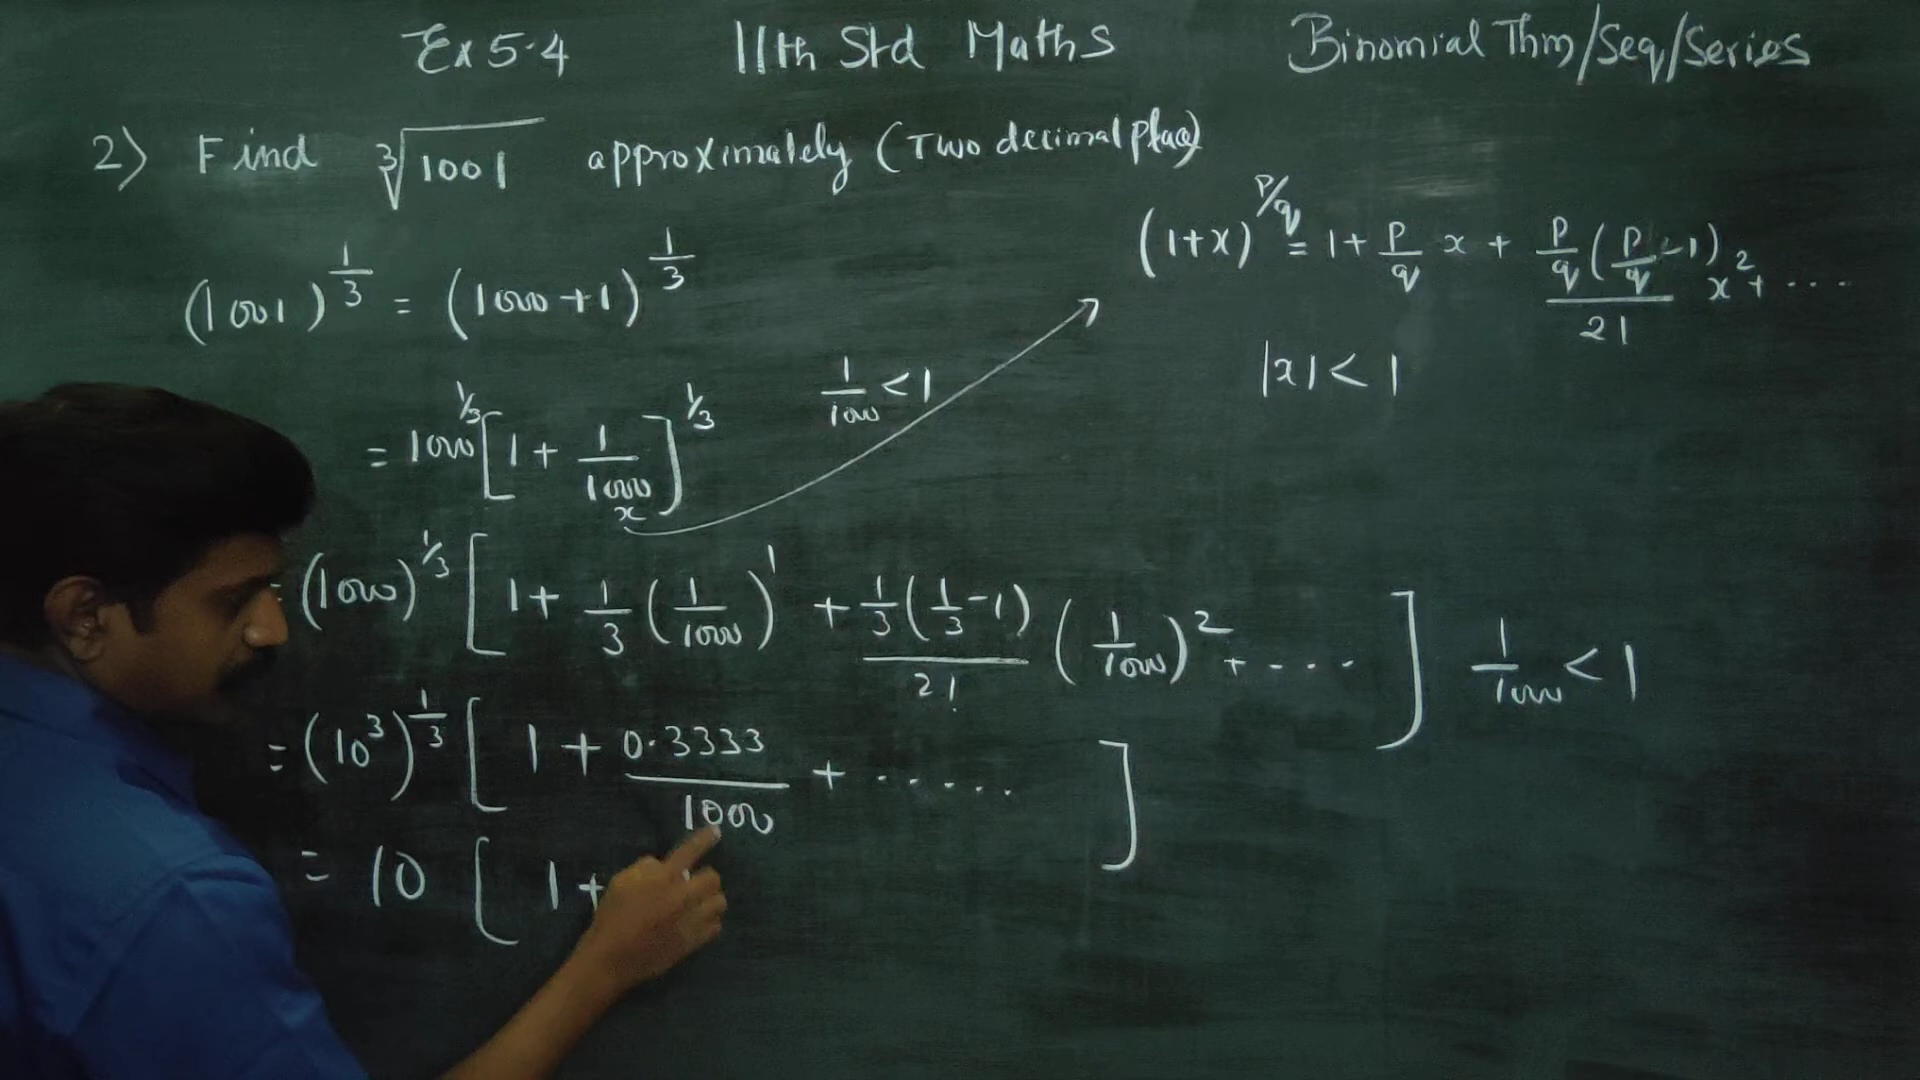 Ex 5.4 11th Std Maths Binomial Thm/Seq/Series
2) Find ∛1001 approximately (Two decimal place)
(1+x)^{p/q} = 1 + p/q x + (p/q (p/q - 1))/2! x² + ....
(1001)^{1/3} = (1000+1)^{1/3}
|x| < 1
= 1000^{1/3} [1 + 1/1000]^{1/3} 1/1000 < 1
x
= (1000)^{1/3} [1 + 1/3 (1/1000)^1 + (1/3 (1/3 - 1))/2! (1/1000)² + ....] 1/1000 < 1
= (10³)^{1/3} [1 + 0.3333/1000 + ......]
= 10 [1+